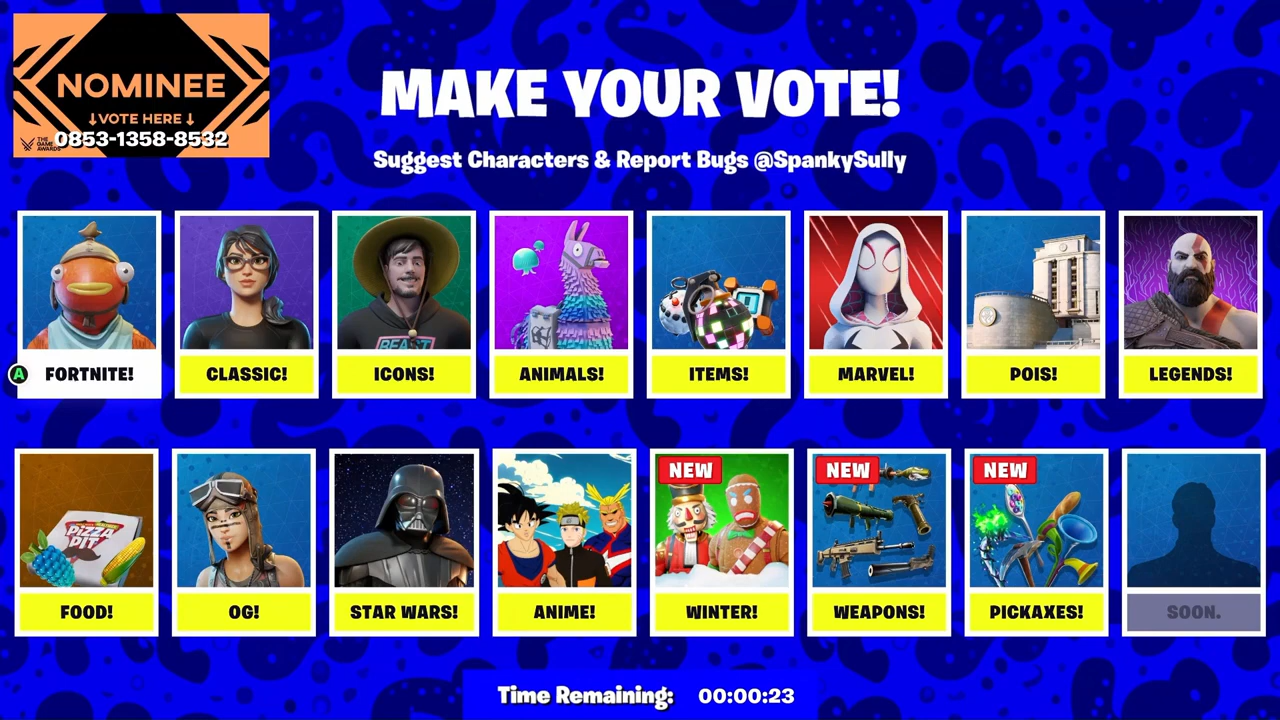 NOMINEE
↓VOTE HERE↓
THE GAME AWARDS
0853-1358-8532
MAKE YOUR VOTE!
Suggest Characters & Report Bugs @SpankySully
BEAST
A FORTNITE!
CLASSIC!
ICONS!
ANIMALS!
ITEMS!
MARVEL!
POIS!
LEGENDS!
PIZZA
PIT
NEW
NEW
NEW
FOOD!
OG!
STAR WARS!
ANIME!
WINTER!
WEAPONS!
PICKAXES!
SOON.
Time Remaining: 00:00:23